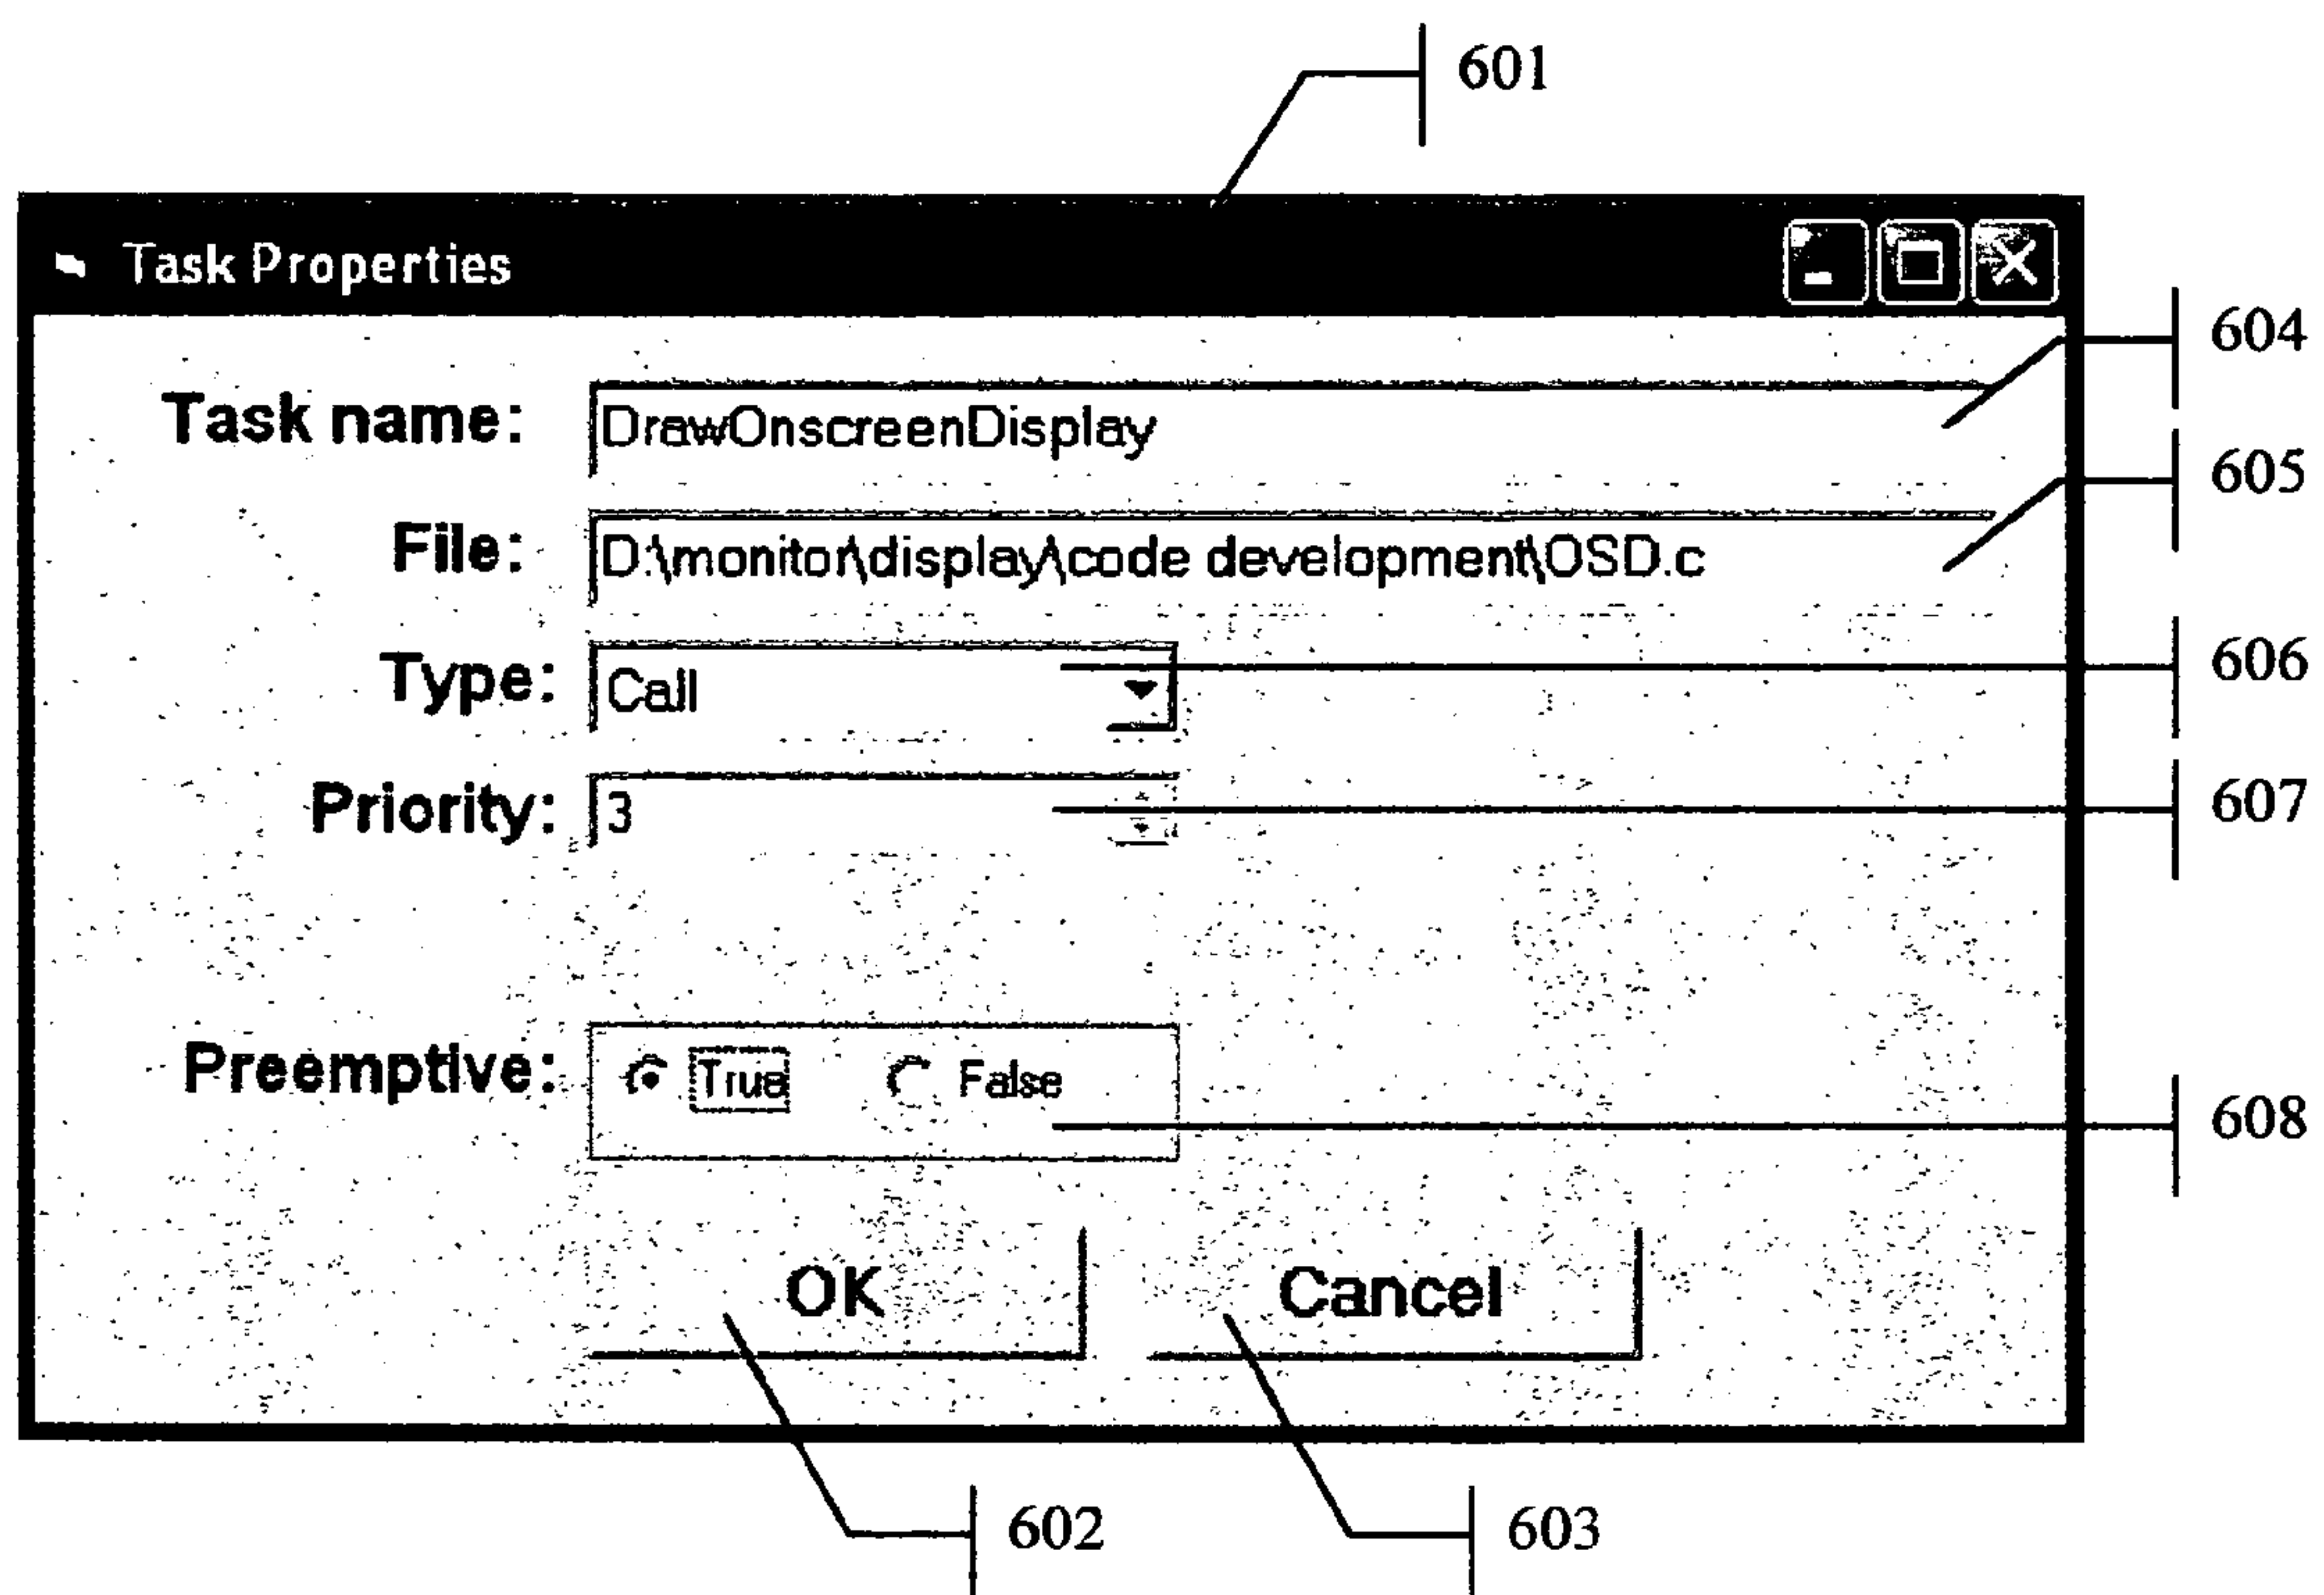 601
Task Properties
604
Task name: DrawOnscreenDisplay
605
File: D:\monitor\display\code development\OSD.c
606
Type: Call
607
Priority: 3
Preemptive: True False
608
OK Cancel
602 603